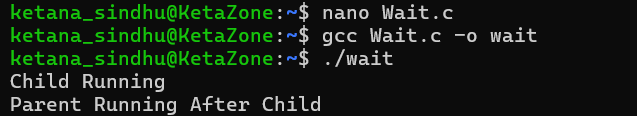 ketana_sindhu@KetaZone:~$ nano Wait.c
ketana_sindhu@KetaZone:~$ gcc Wait.c -o wait
ketana_sindhu@KetaZone:~$ ./wait
Child Running
Parent Running After Child